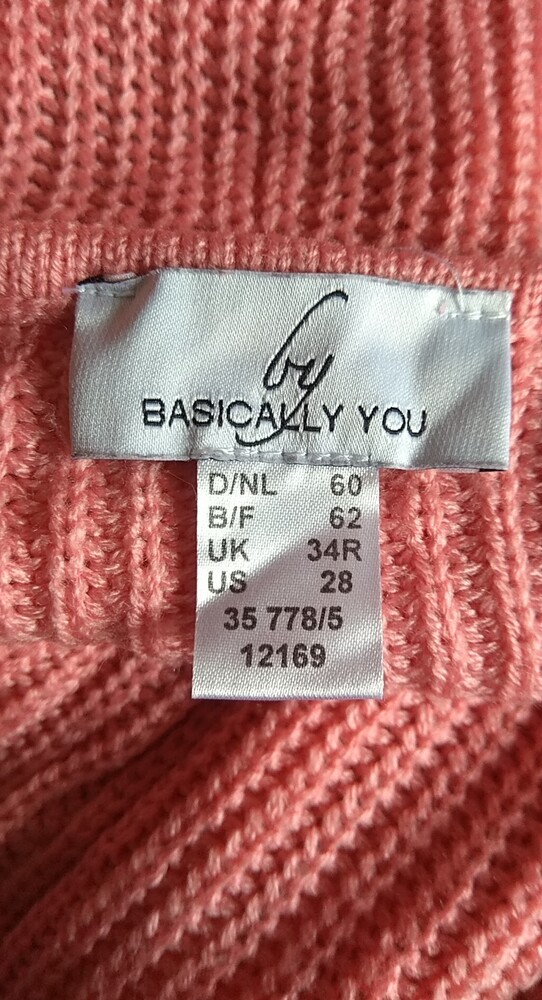 by
BASICALLY YOU
D/NL 60
B/F 62
UK 34R
US 28
35 778/5
12169